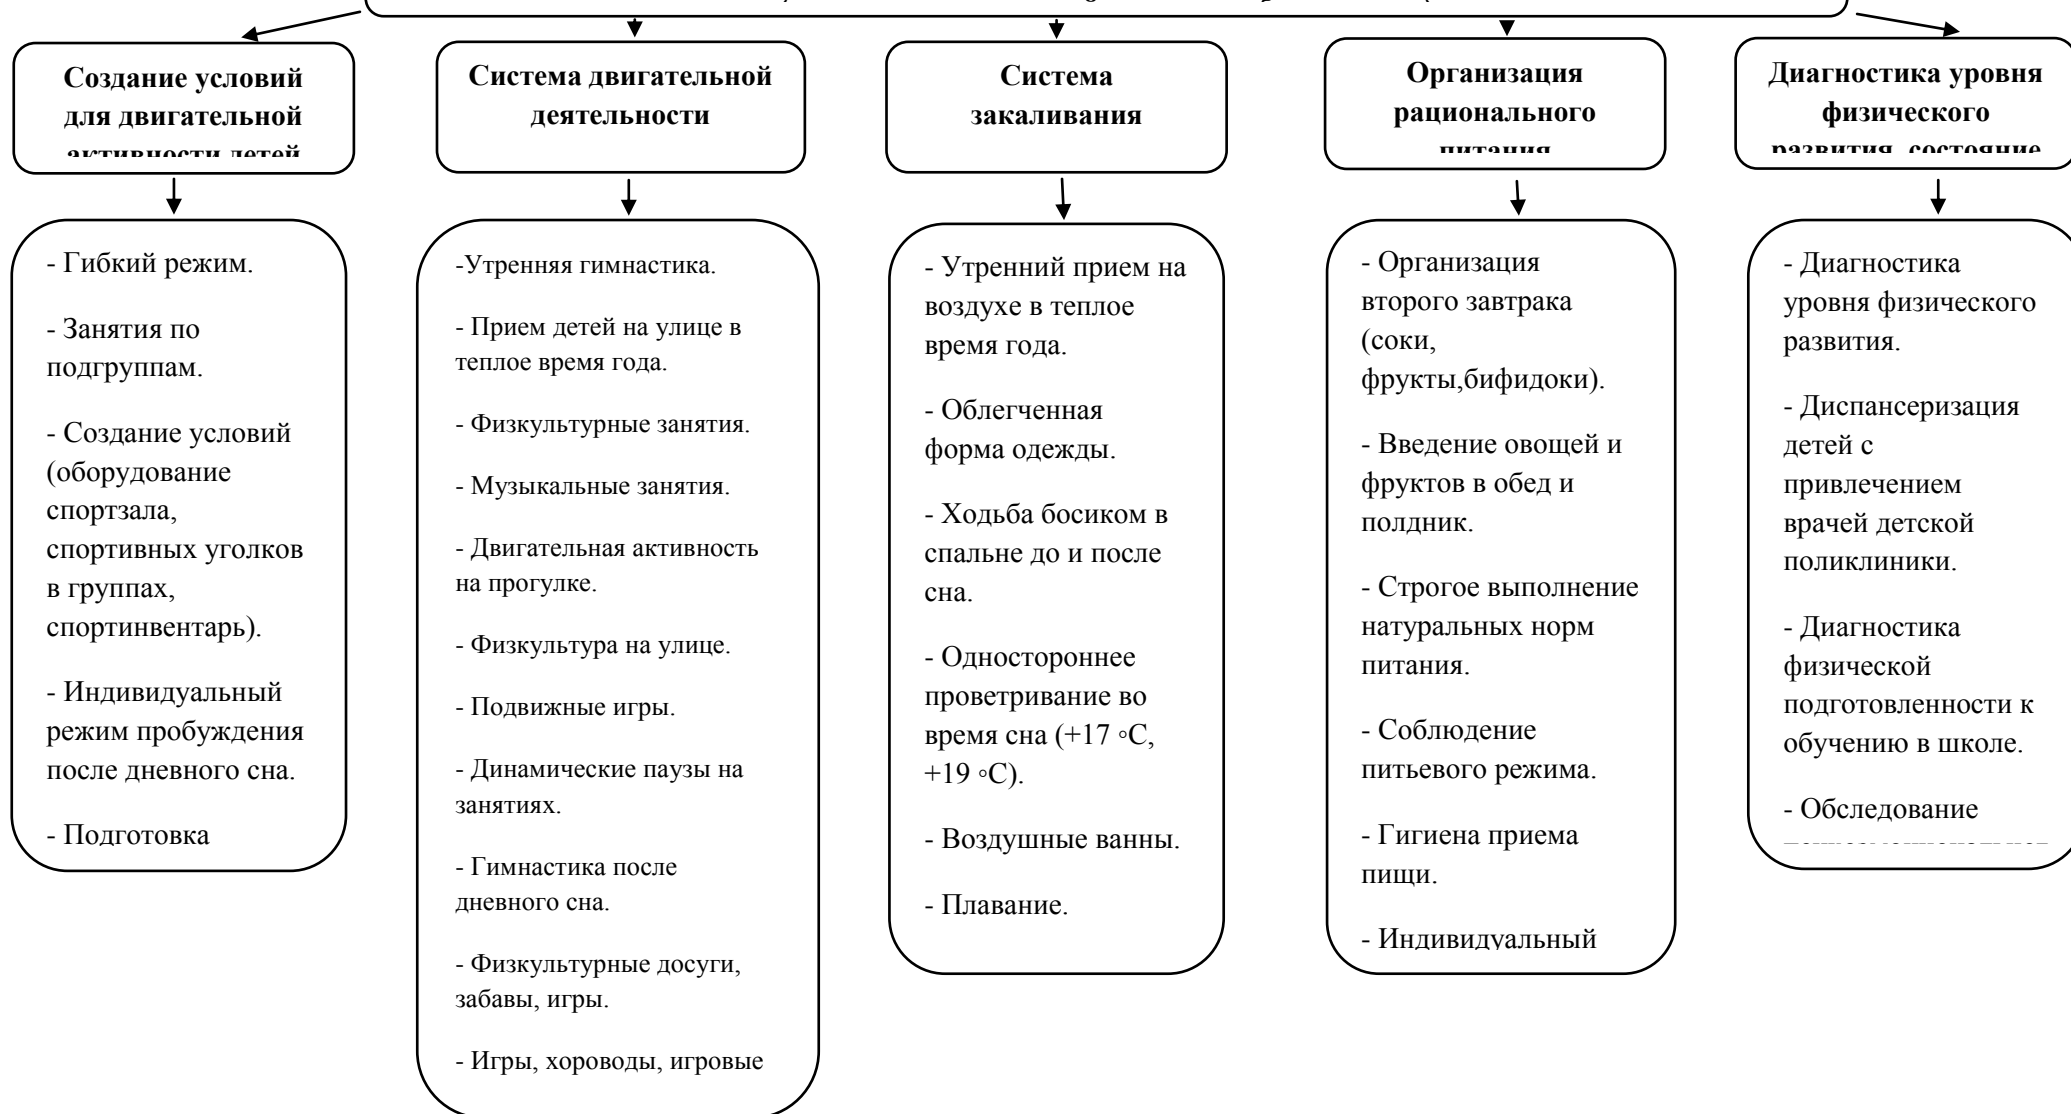 Создание условий
для двигательной
активности детей
Система двигательной
деятельности
Система
закаливания
Организация
рационального
питания
Диагностика уровня
физического
развития, состояние
- Гибкий режим.
- Занятия по
подгруппам.
- Создание условий
(оборудование
спортзала,
спортивных уголков
в группах,
спортинвентарь).
- Индивидуальный
режим пробуждения
после дневного сна.
- Подготовка
-Утренняя гимнастика.
- Прием детей на улице в
теплое время года.
- Физкультурные занятия.
- Музыкальные занятия.
- Двигательная активность
на прогулке.
- Физкультура на улице.
- Подвижные игры.
- Динамические паузы на
занятиях.
- Гимнастика после
дневного сна.
- Физкультурные досуги,
забавы, игры.
- Игры, хороводы, игровые
- Утренний прием на
воздухе в теплое
время года.
- Облегченная
форма одежды.
- Ходьба босиком в
спальне до и после
сна.
- Одностороннее
проветривание во
время сна (+17 ◦С,
+19 ◦С).
- Воздушные ванны.
- Плавание.
- Организация
второго завтрака
(соки,
фрукты,бифидоки).
- Введение овощей и
фруктов в обед и
полдник.
- Строгое выполнение
натуральных норм
питания.
- Соблюдение
питьевого режима.
- Гигиена приема
пищи.
- Индивидуальный
- Диагностика
уровня физического
развития.
- Диспансеризация
детей с
привлечением
врачей детской
поликлиники.
- Диагностика
физической
подготовленности к
обучению в школе.
- Обследование